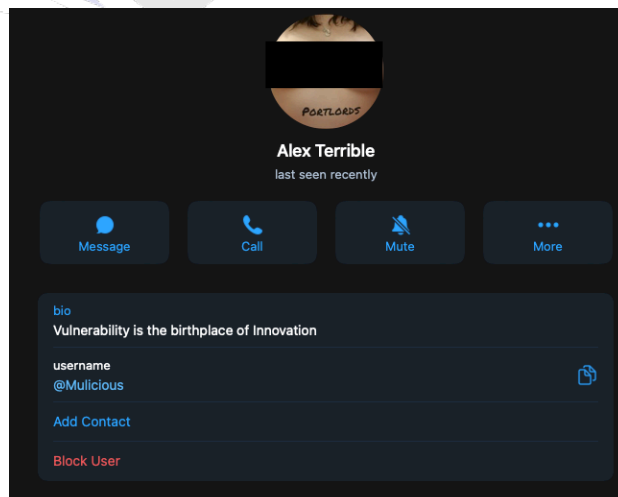 PORTLORDS
Alex Terrible
last seen recently
Message
Call
Mute
More
bio
Vulnerability is the birthplace of Innovation
username
@Mulicious
Add Contact
Block User